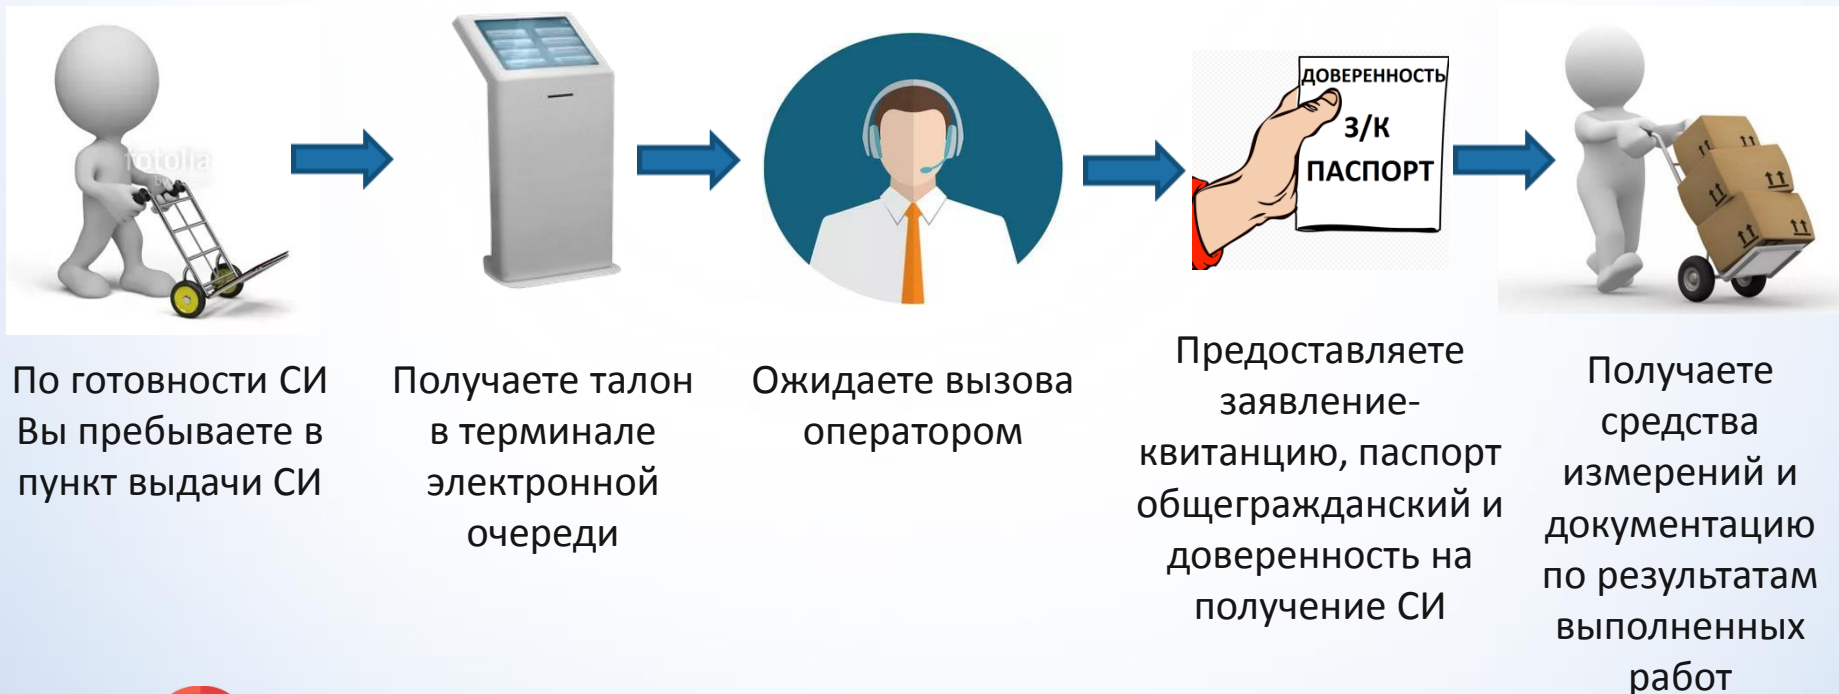 fotolia
ДОВЕРЕННОСТЬ
З/К
ПАСПОРТ
По готовности СИ
Вы пребываете в
пункт выдачи СИ
Получаете талон
в терминале
электронной
очереди
Ожидаете вызова
оператором
Предоставляете
заявление-
квитанцию, паспорт
общегражданский и
доверенность на
получение СИ
Получаете
средства
измерений и
документацию
по результатам
выполненных
работ